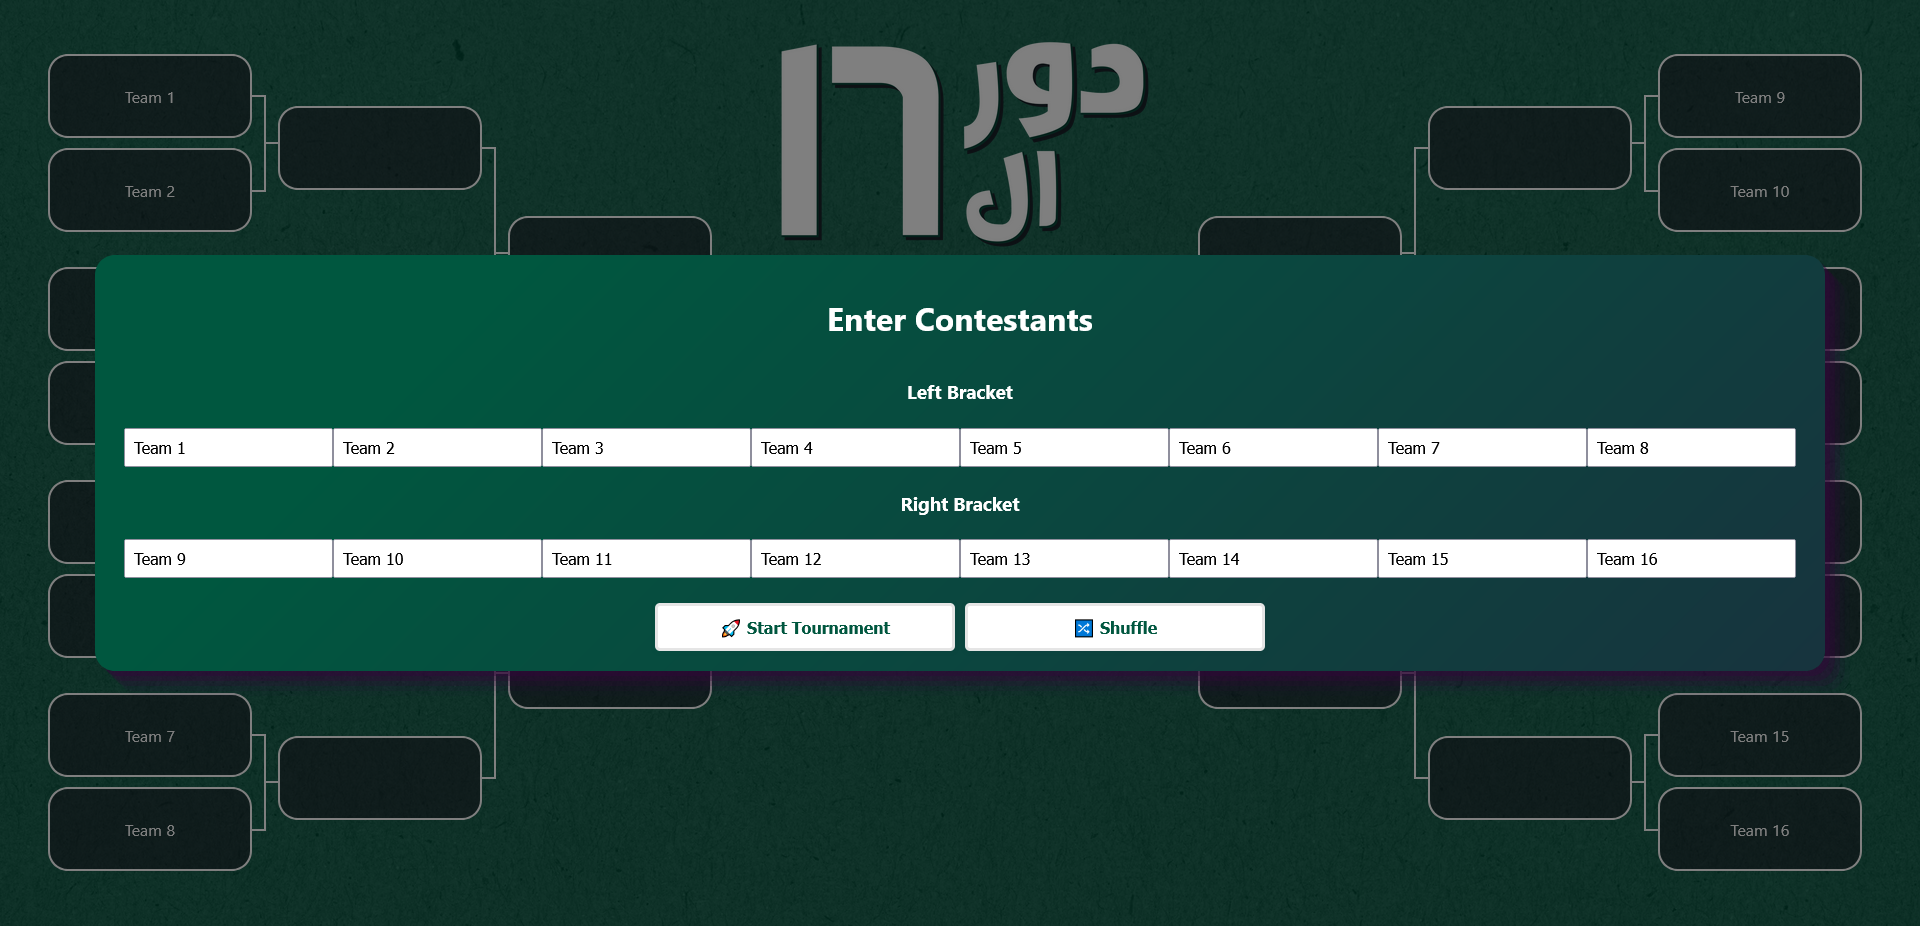 دور
ال ١٦
Team 1
Team 2
Team 9
Team 10
Enter Contestants
Left Bracket
Team 1 Team 2 Team 3 Team 4 Team 5 Team 6 Team 7 Team 8
Right Bracket
Team 9 Team 10 Team 11 Team 12 Team 13 Team 14 Team 15 Team 16
🚀 Start Tournament 🔀 Shuffle
Team 7
Team 8
Team 15
Team 16